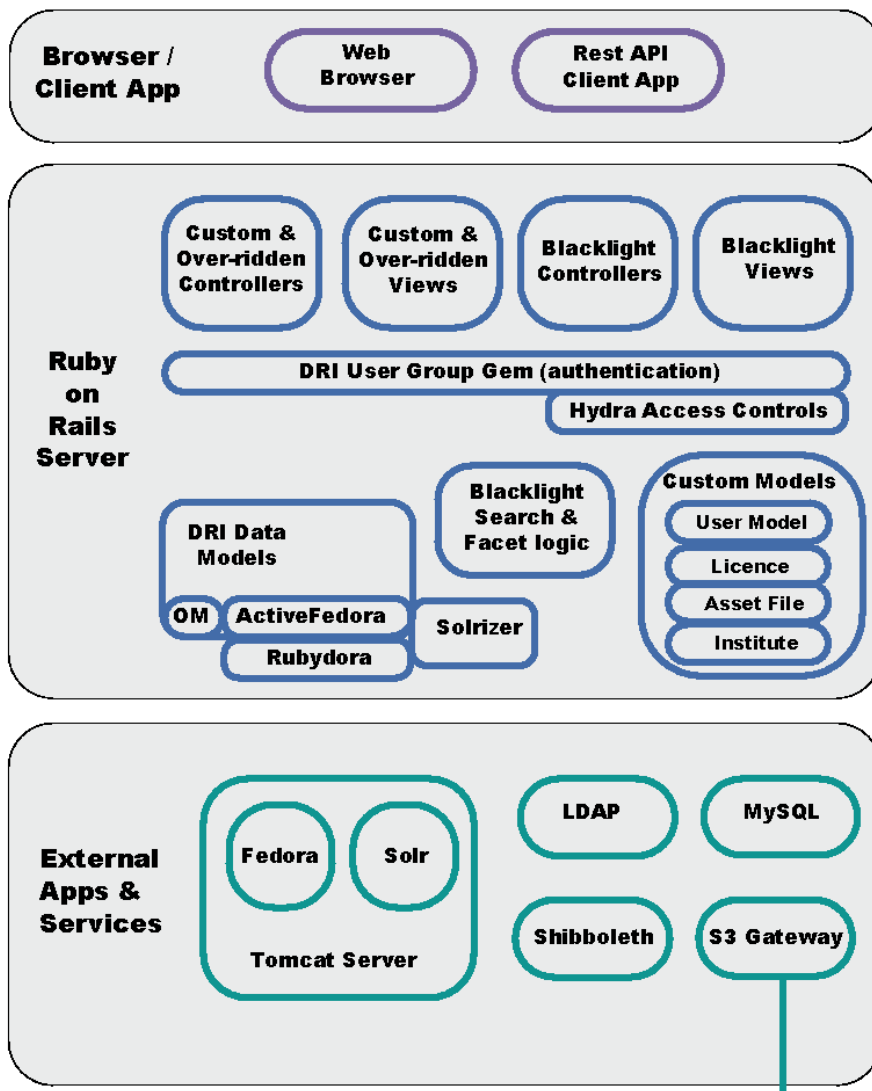 Browser /
Client App
Web
Browser
Rest API
Client App
Ruby
on
Rails
Server
Custom &
Over-ridden
Controllers
Custom &
Over-ridden
Views
Blacklight
Controllers
Blacklight
Views
DRI User Group Gem (authentication)
Hydra Access Controls
DRI Data
Models
OM
ActiveFedora
Rubydora
Solrizer
Blacklight
Search &
Facet logic
Custom Models
User Model
Licence
Asset File
Institute
External
Apps &
Services
Fedora
Solr
Tomcat Server
LDAP
MySQL
Shibboleth
S3 Gateway